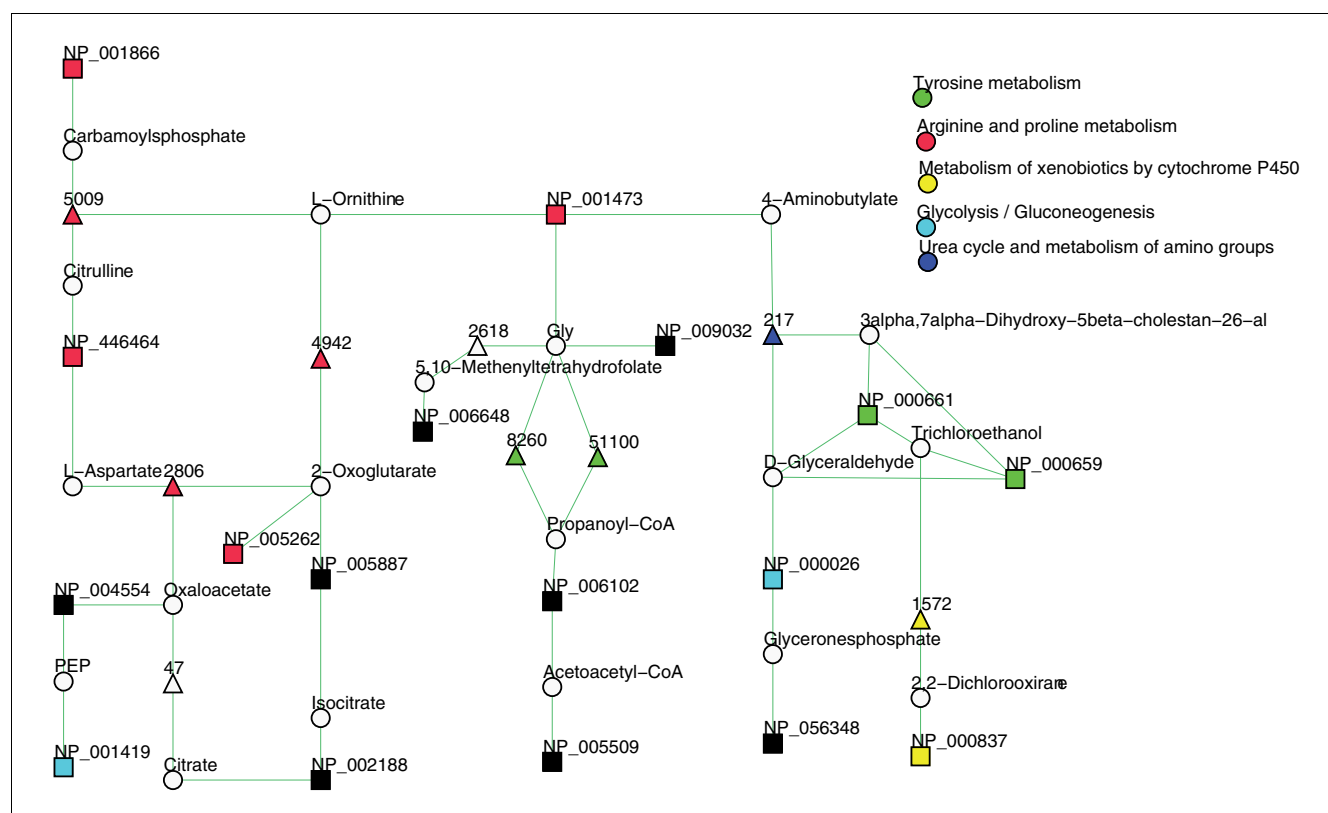 NP_001866
Tyrosine metabolism
Carbamoylsphosphate
Arginine and proline metabolism
Metabolism of xenobiotics by cytochrome P450
5009
L−Ornithine
NP_001473
4−Aminobutylate
Glycolysis / Gluconeogenesis
Urea cycle and metabolism of amino groups
Citrulline
NP_446464
4942
2618
Gly
NP_009032
217
3alpha,7alpha−Dihydroxy−5beta−cholestan−26−al
5,10−Methenyltetrahydrofolate
NP_006648
NP_000661
8260
51100
Trichloroethanol
L−Aspartate
2806
2−Oxoglutarate
D−Glyceraldehyde
NP_000659
NP_005262
Propanoyl−CoA
NP_005887
NP_006102
NP_000026
NP_004554
Oxaloacetate
1572
Glyceronesphosphate
PEP
47
Acetoacetyl−CoA
2,2−Dichlorooxirane
Isocitrate
NP_001419
Citrate
NP_002188
NP_005509
NP_056348
NP_000837